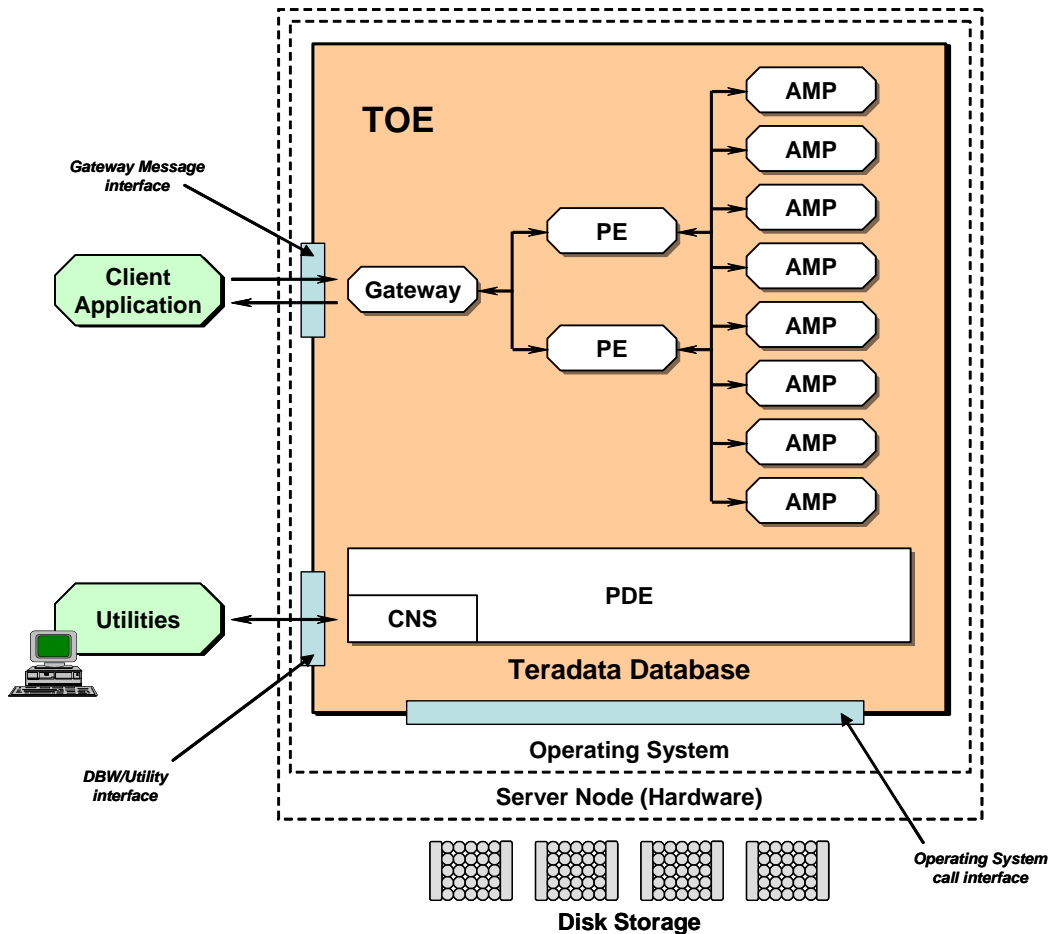 TOE
Gateway Message
interface
Client
Application
Gateway
PE
PE
AMP
AMP
AMP
AMP
AMP
AMP
AMP
AMP
Utilities
PDE
CNS
Teradata Database
DBW/Utility
interface
Operating System
Server Node (Hardware)
Operating System
call interface
Disk Storage